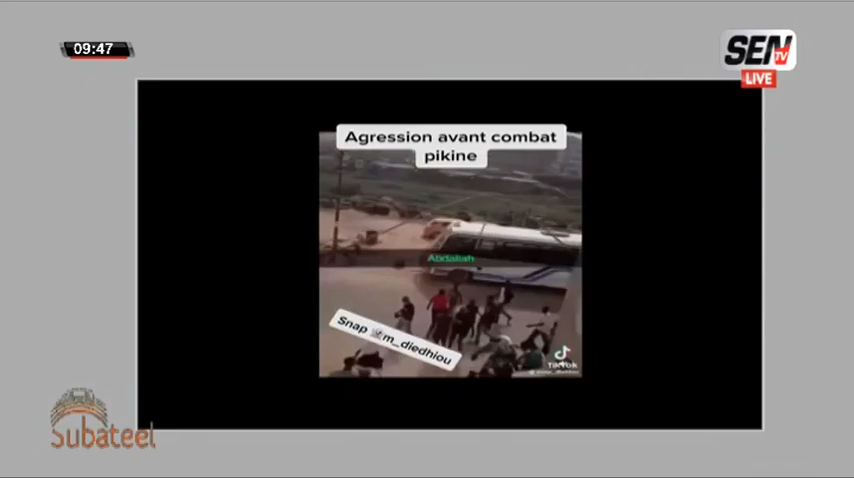 09:47
SEN
TV
LIVE
Agression avant combat
pikine
Abdallah
Snap m_diedhiou
TikTok
Subateel